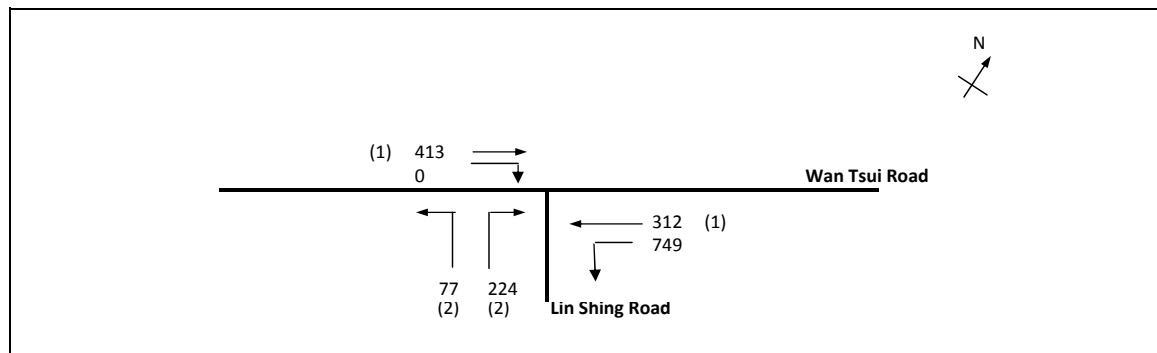 N
(1) 413
0
Wan Tsui Road
312 (1)
749
77 224
(2) (2) Lin Shing Road